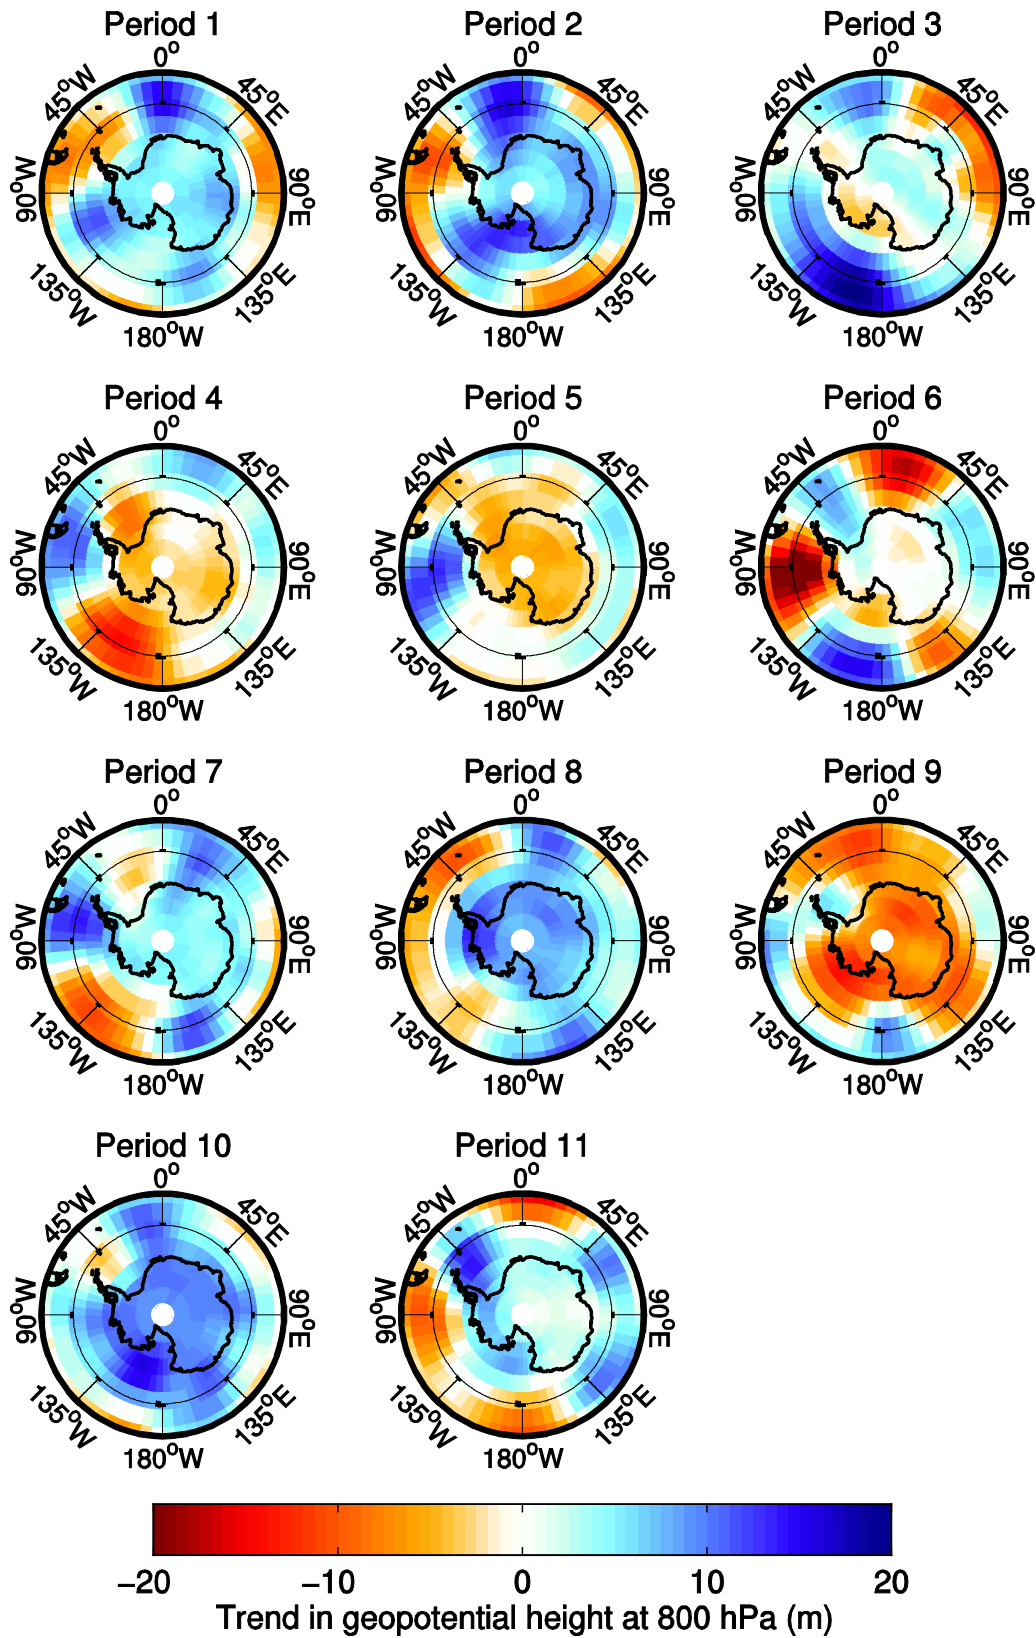 Period 1 Period 2 Period 3
0° 0° 0°
45°W 45°E 45°W 45°E 45°W 45°E
90°W 90°E 90°W 90°E 90°W 90°E
135°W 135°E 135°W 135°E 135°W 135°E
180°W 180°W 180°W
Period 4 Period 5 Period 6
0° 0° 0°
45°W 45°E 45°W 45°E 45°W 45°E
90°W 90°E 90°W 90°E 90°W 90°E
135°W 135°E 135°W 135°E 135°W 135°E
180°W 180°W 180°W
Period 7 Period 8 Period 9
0° 0° 0°
45°W 45°E 45°W 45°E 45°W 45°E
90°W 90°E 90°W 90°E 90°W 90°E
135°W 135°E 135°W 135°E 135°W 135°E
180°W 180°W 180°W
Period 10 Period 11
0° 0°
45°W 45°E 45°W 45°E
90°W 90°E 90°W 90°E
135°W 135°E 135°W 135°E
180°W 180°W
−20 −10 0 10 20
Trend in geopotential height at 800 hPa (m)